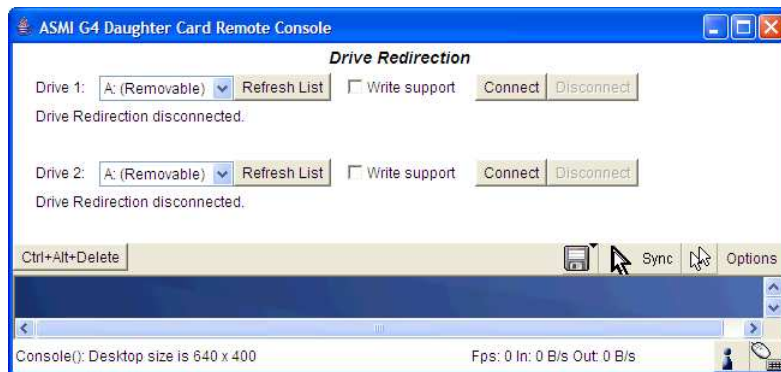 ASMI G4 Daughter Card Remote Console
Drive Redirection
Drive 1: A: (Removable) Refresh List Write support Connect Disconnect
Drive Redirection disconnected.
Drive 2: A: (Removable) Refresh List Write support Connect Disconnect
Drive Redirection disconnected.
Ctrl+Alt+Delete Sync Options
Console(): Desktop size is 640 x 400 Fps: 0 In: 0 B/s Out: 0 B/s